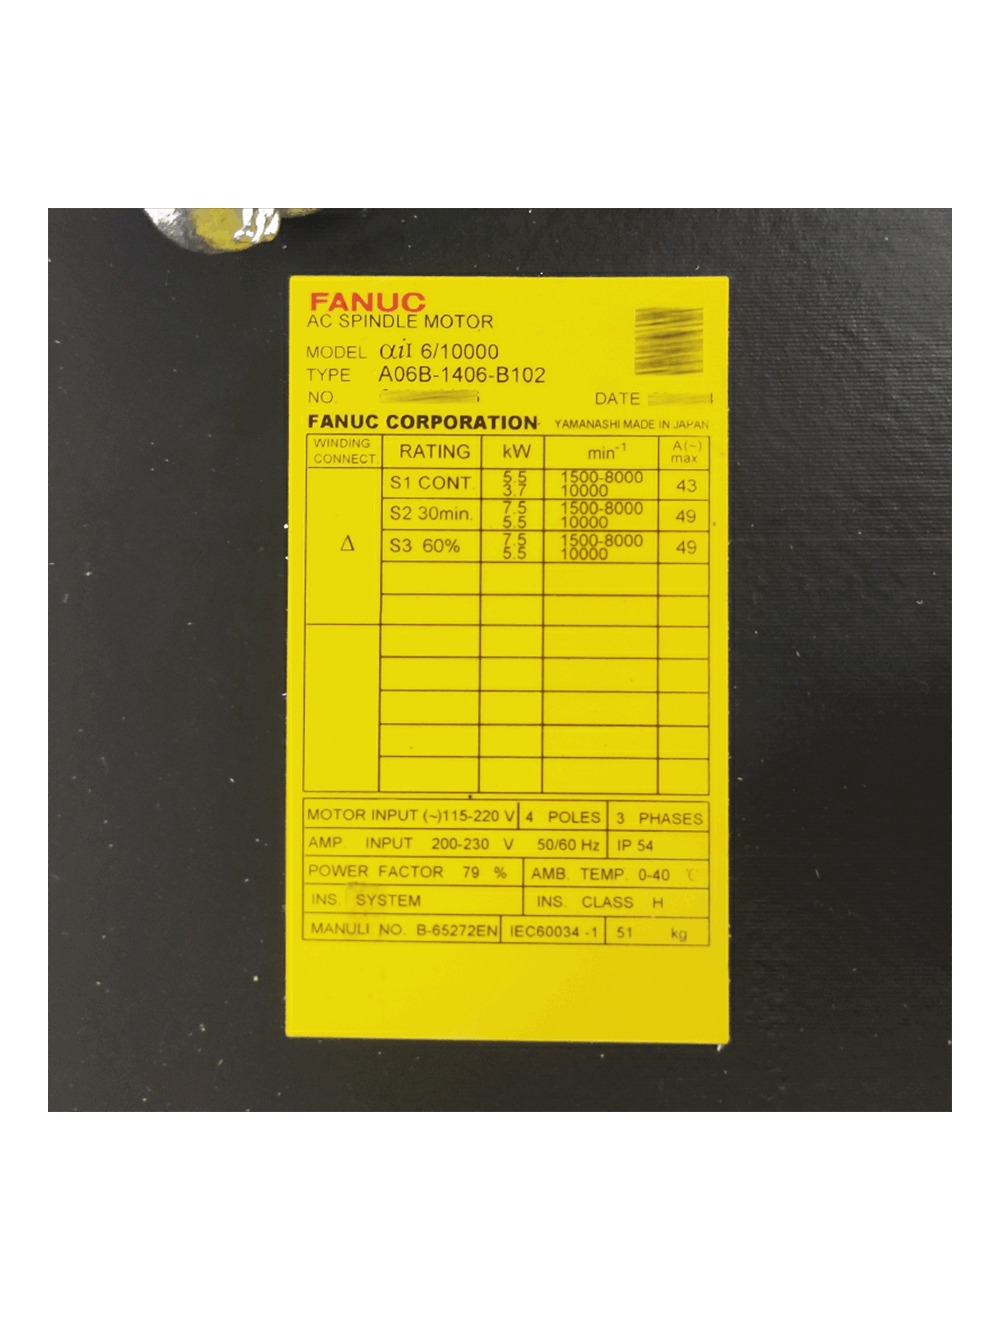 FANUC
AC SPINDLE MOTOR
MODEL αiI 6/10000
TYPE A06B-1406-B102
NO. DATE
FANUC CORPORATION YAMANASHI MADE IN JAPAN
WINDING CONNECT. RATING kW min⁻¹ A(~) max
S1 CONT. 5.5 1500-8000 43
3.7 10000
S2 30min. 7.5 1500-8000 49
5.5 10000
Δ S3 60% 7.5 1500-8000 49
5.5 10000
MOTOR INPUT (~)115-220 V 4 POLES 3 PHASES
AMP. INPUT 200-230 V 50/60 Hz IP 54
POWER FACTOR 79 % AMB. TEMP. 0-40 ℃
INS. SYSTEM INS. CLASS H
MANULI NO. B-65272EN IEC60034 -1 51 kg